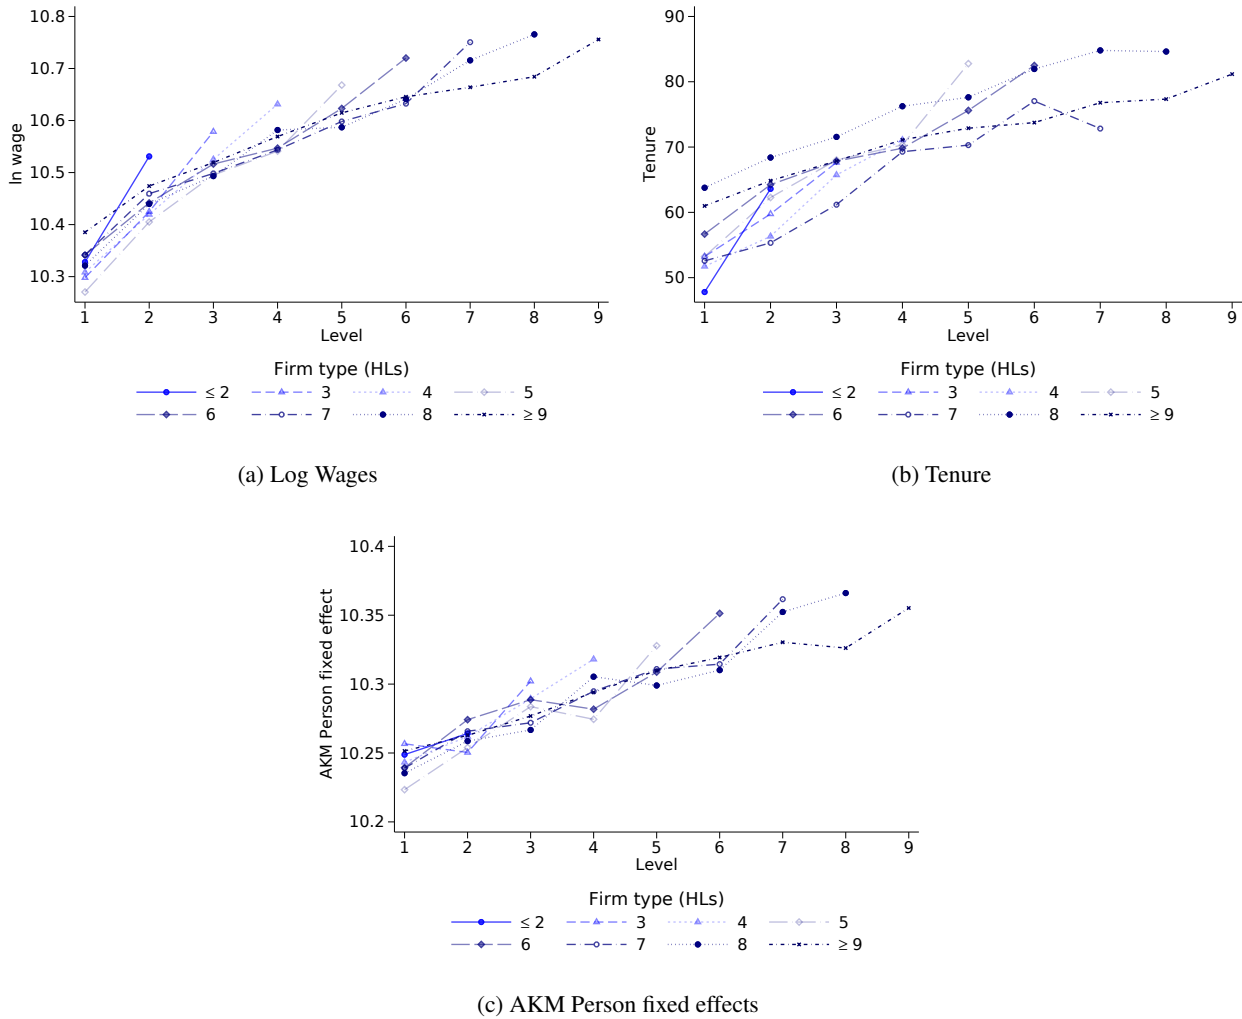 10.8
10.7
10.6
10.5
10.4
10.3
ln wage
1 2 3 4 5 6 7 8 9
Level
Firm type (HLs)
≤ 2 3 4 5
6 7 8 ≥ 9
(a) Log Wages
90
80
70
60
50
Tenure
1 2 3 4 5 6 7 8 9
Level
Firm type (HLs)
≤ 2 3 4 5
6 7 8 ≥ 9
(b) Tenure
10.4
10.35
10.3
10.25
10.2
AKM Person fixed effect
1 2 3 4 5 6 7 8 9
Level
Firm type (HLs)
≤ 2 3 4 5
6 7 8 ≥ 9
(c) AKM Person fixed effects